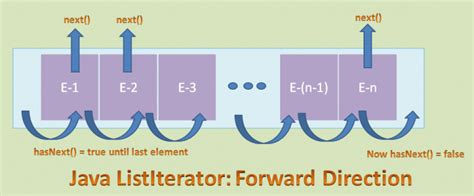 next()
next()
next()
E-1
E-2
E-3
E-(n-1)
E-n
hasNext() = true until last element
Now hasNext() = false
Java ListIterator: Forward Direction